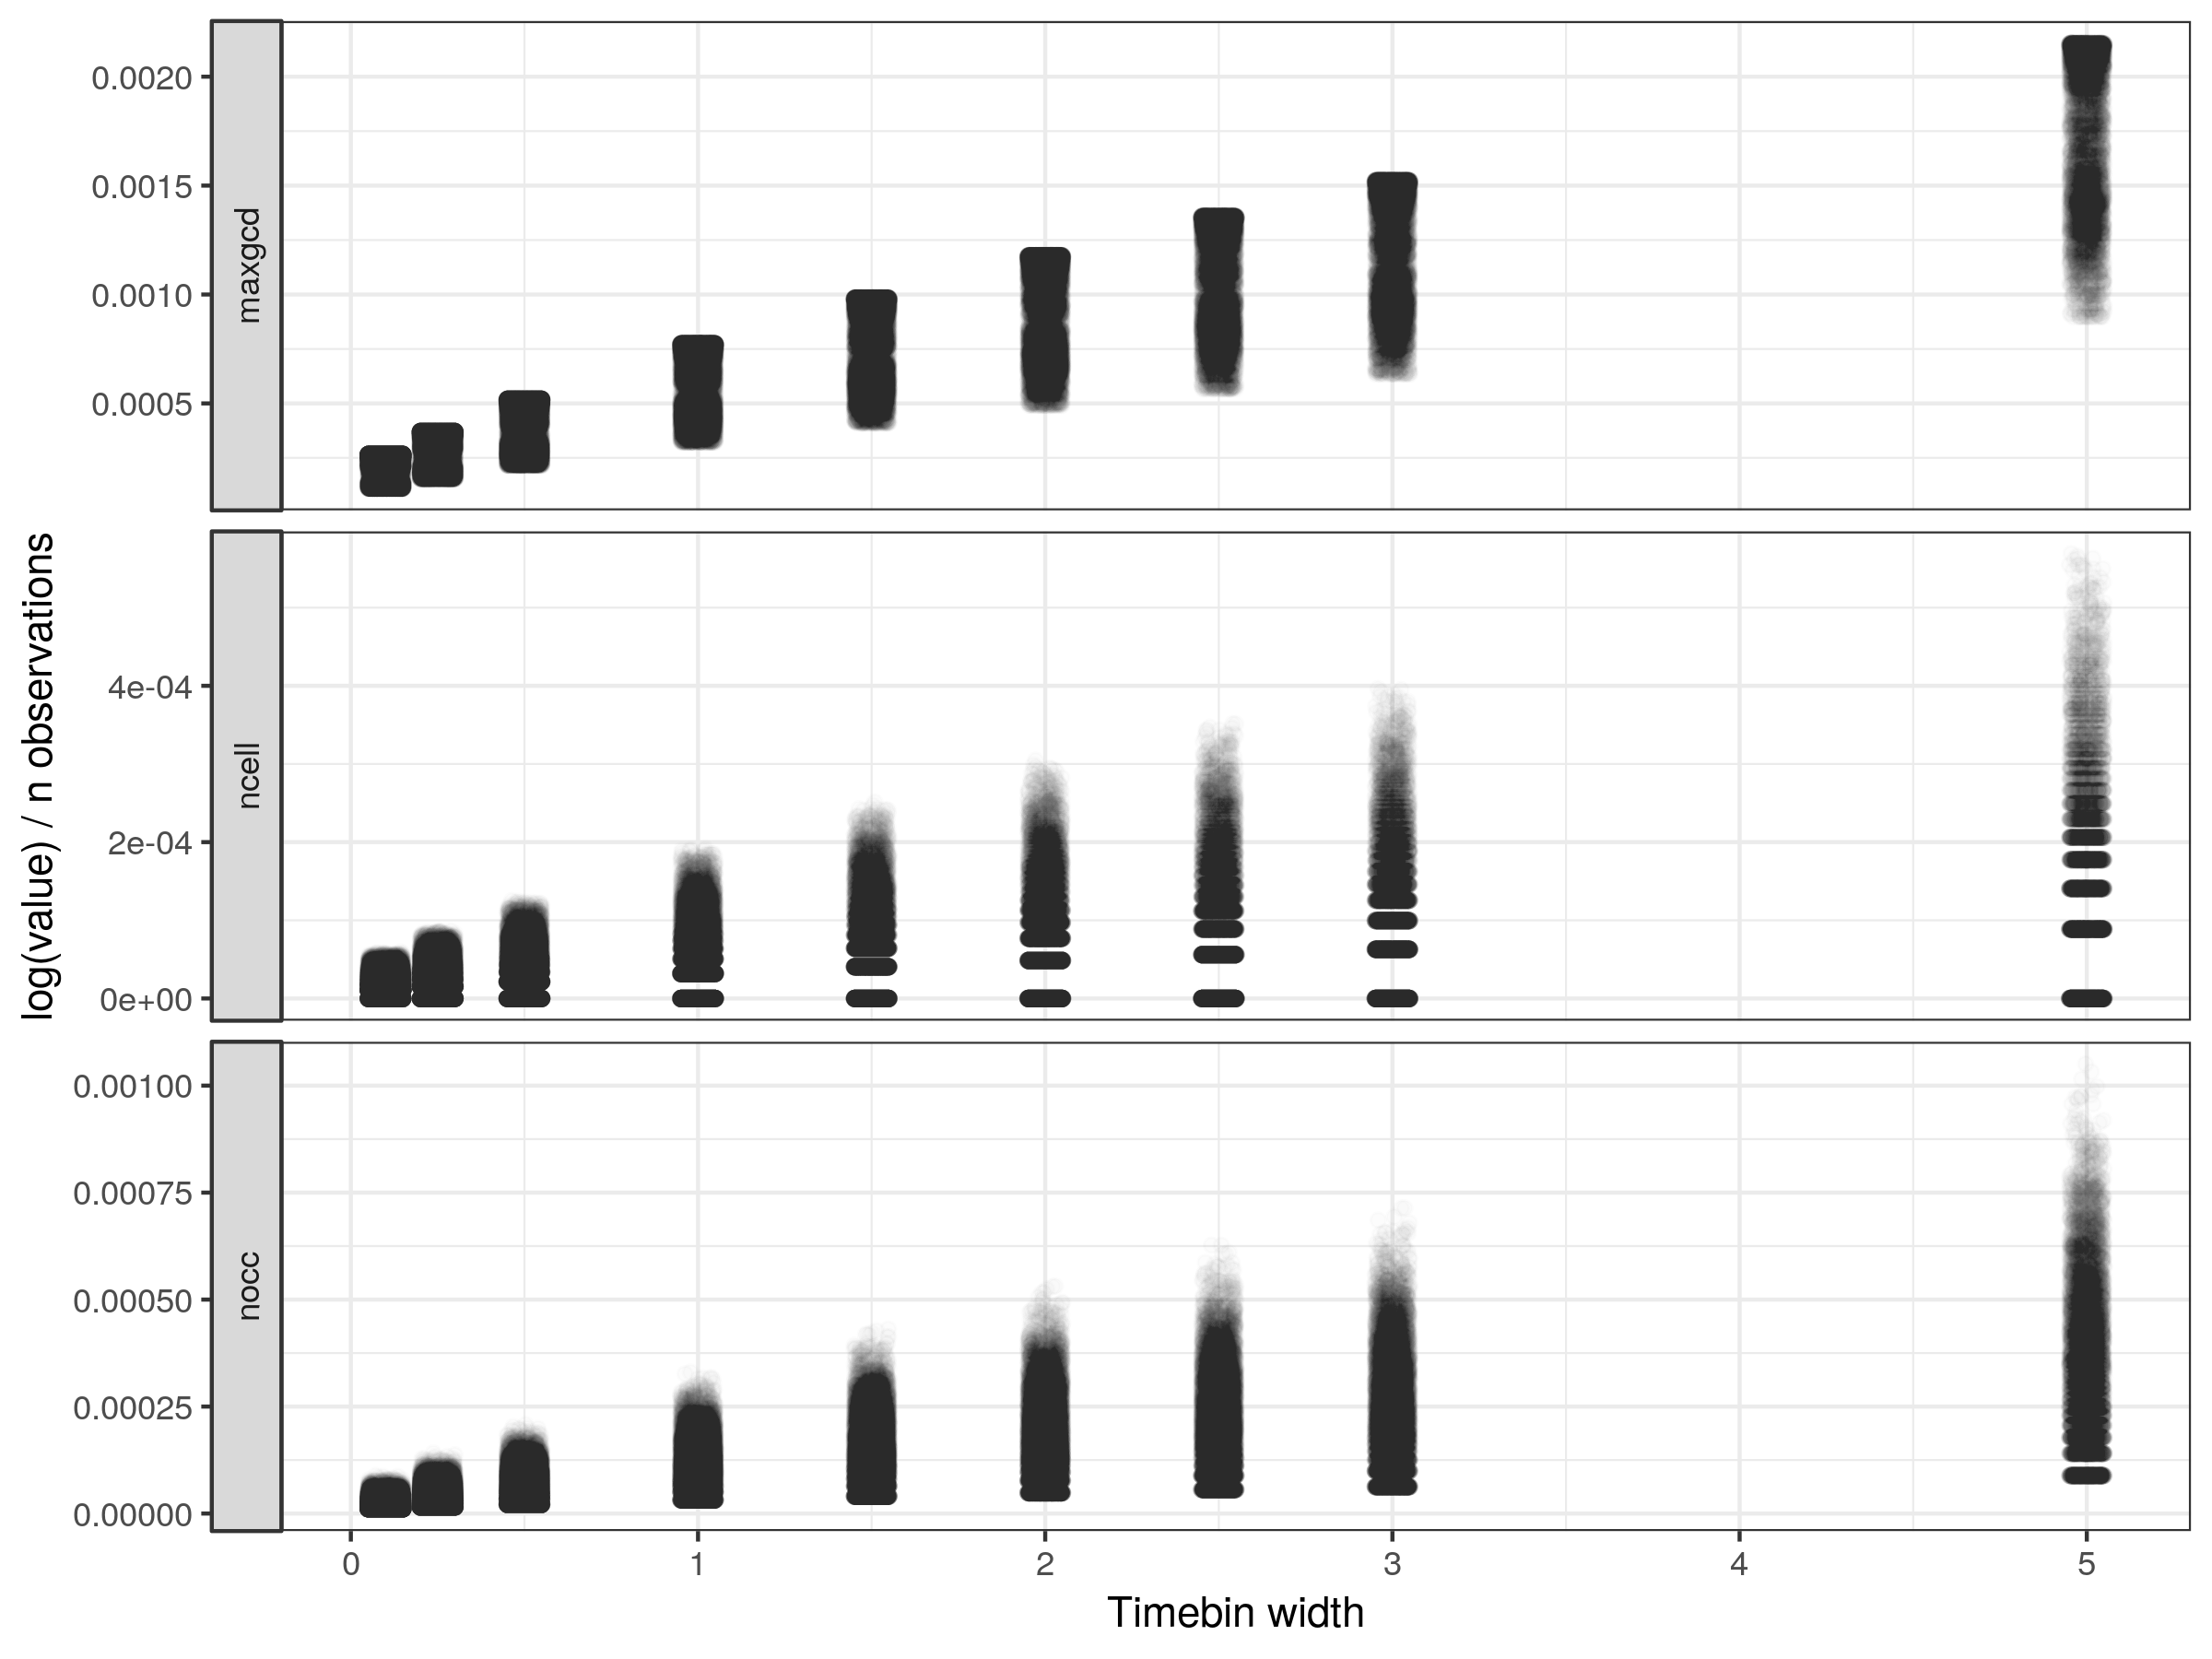 log(value) / n observations
maxgcd
0.0020
0.0015
0.0010
0.0005
ncell
4e-04
2e-04
0e+00
nocc
0.00100
0.00075
0.00050
0.00025
0.00000
0 1 2 3 4 5
Timebin width